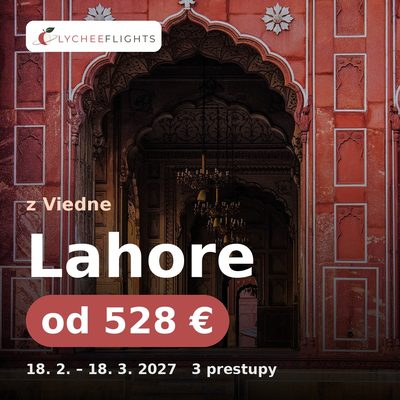 LYCHEEFLIGHTS
z Viedne
Lahore
od 528 €
18. 2. – 18. 3. 2027 3 prestupy